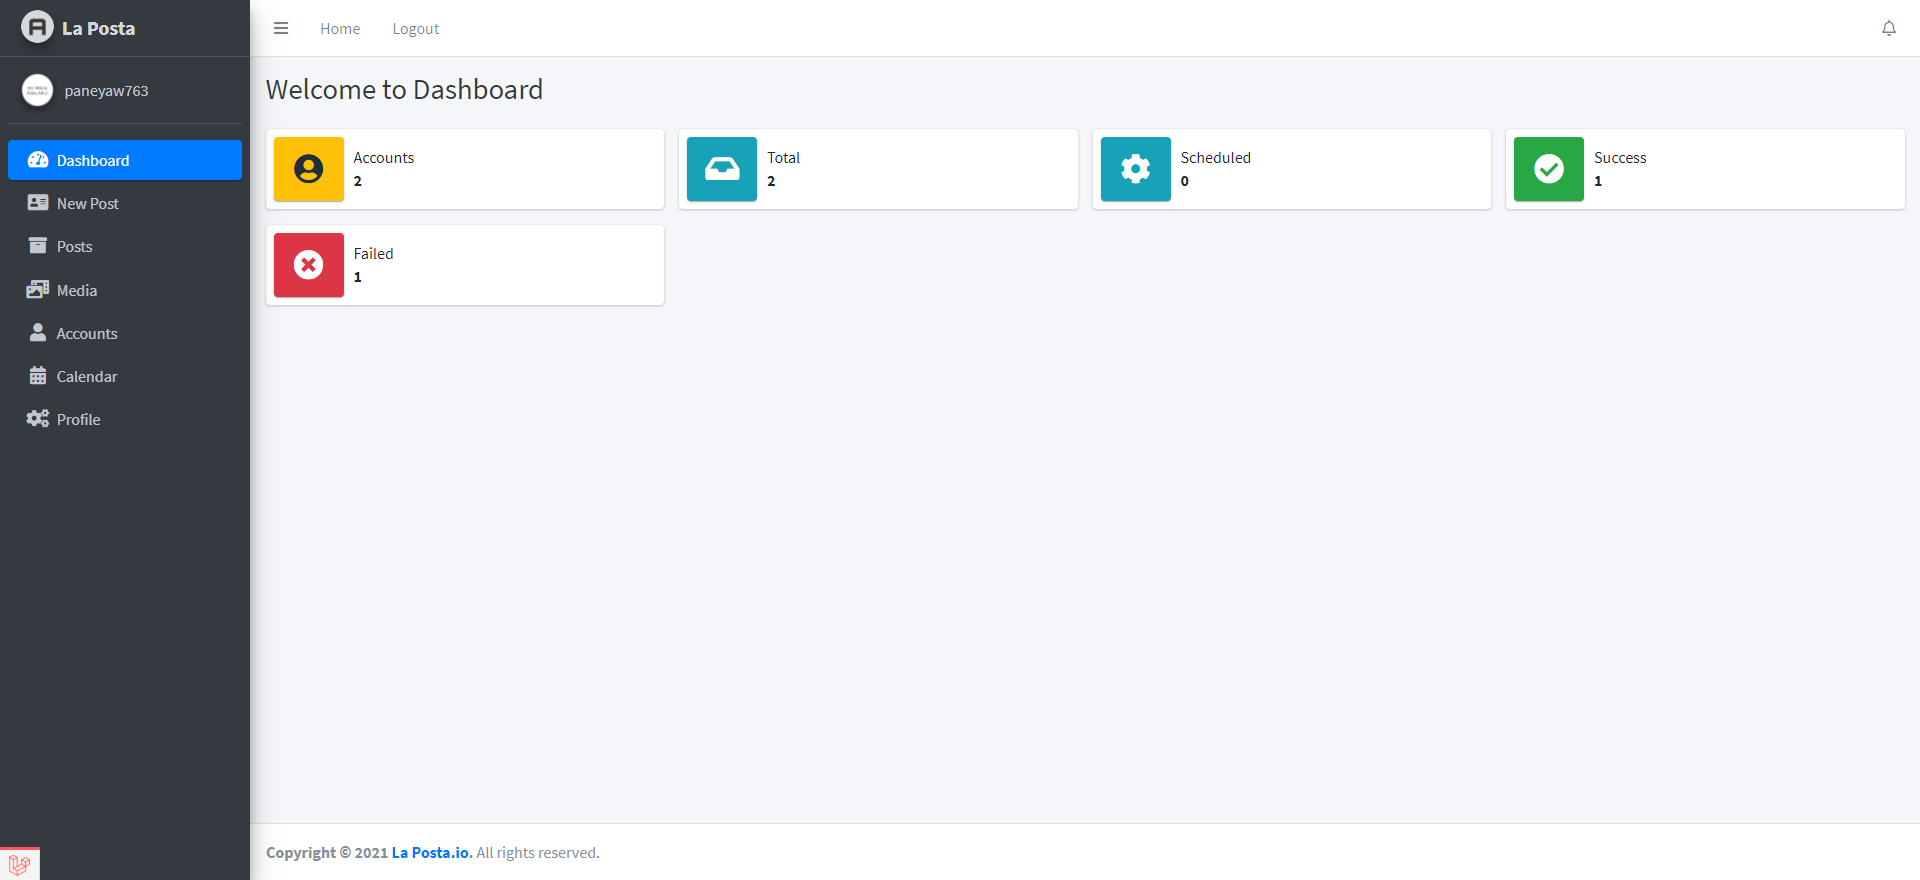 La Posta
Home
Logout
paneyaw763
Dashboard
New Post
Posts
Media
Accounts
Calendar
Profile
Welcome to Dashboard
Accounts
2
Total
2
Scheduled
0
Success
1
Failed
1
Copyright © 2021 La Posta.io. All rights reserved.